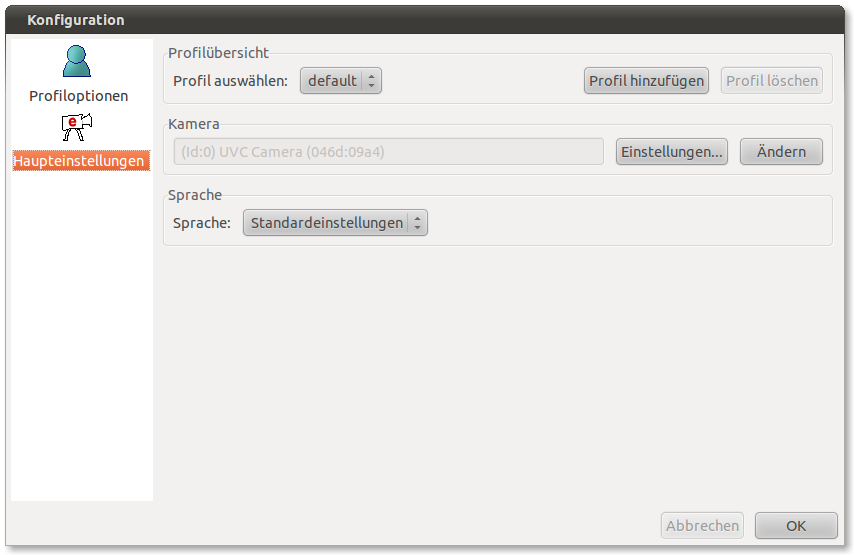 Konfiguration
Profiloptionen
e
Haupteinstellungen
Profilübersicht
Profil auswählen: default Profil hinzufügen Profil löschen
Kamera
(Id:0) UVC Camera (046d:09a4) Einstellungen... Ändern
Sprache
Sprache: Standardeinstellungen
Abbrechen OK